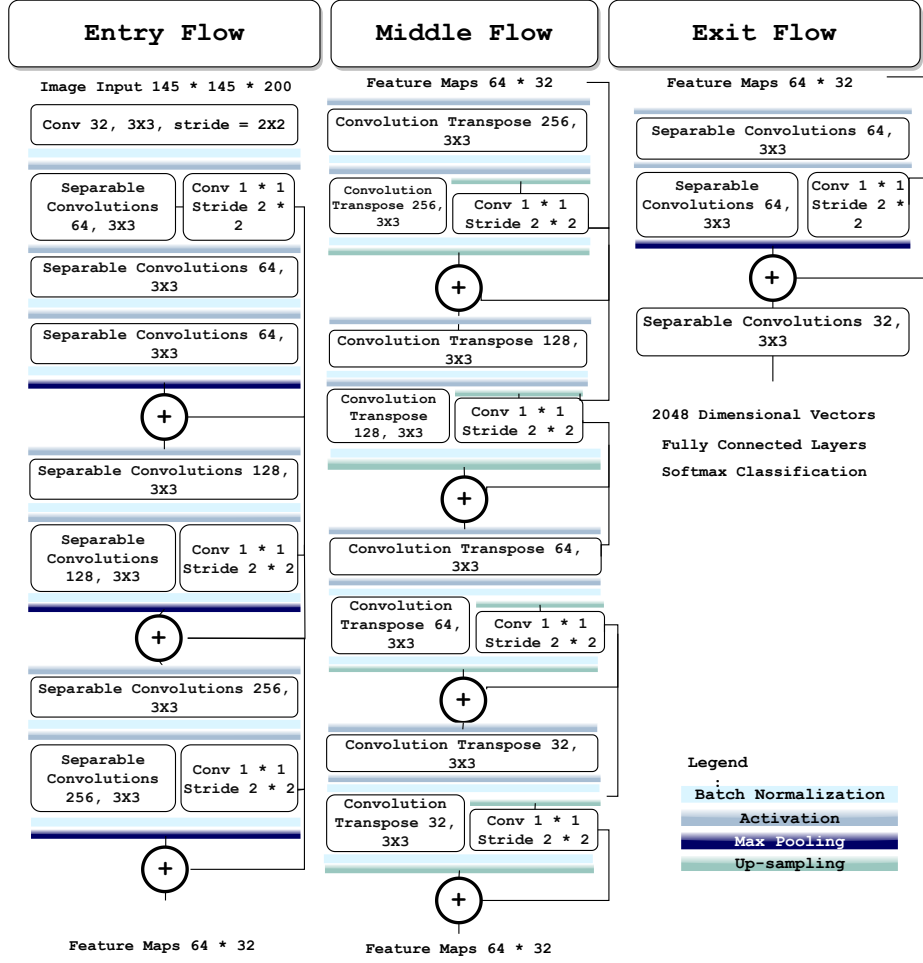 Entry Flow
Image Input 145 * 145 * 200
Conv 32, 3X3, stride = 2X2
Separable
Convolutions
64, 3X3
Conv 1 * 1
Stride 2 *
2
Separable Convolutions 64,
3X3
Separable Convolutions 64,
3X3
+
Separable Convolutions 128,
3X3
Separable
Convolutions
128, 3X3
Conv 1 * 1
Stride 2 * 2
+
Separable Convolutions 256,
3X3
Separable
Convolutions
256, 3X3
Conv 1 * 1
Stride 2 * 2
+
Feature Maps 64 * 32
Middle Flow
Feature Maps 64 * 32
Convolution Transpose 256,
3X3
Convolution
Transpose 256,
3X3
Conv 1 * 1
Stride 2 * 2
+
Convolution Transpose 128,
3X3
Convolution
Transpose
128, 3X3
Conv 1 * 1
Stride 2 * 2
+
Convolution Transpose 64,
3X3
Convolution
Transpose 64,
3X3
Conv 1 * 1
Stride 2 * 2
+
Convolution Transpose 32,
3X3
Convolution
Transpose 32,
3X3
Conv 1 * 1
Stride 2 * 2
+
Feature Maps 64 * 32
Exit Flow
Feature Maps 64 * 32
Separable Convolutions 64,
3X3
Separable
Convolutions 64,
3X3
Conv 1 * 1
Stride 2 *
2
+
Separable Convolutions 32,
3X3
2048 Dimensional Vectors
Fully Connected Layers
Softmax Classification
Legend
:
Batch Normalization
Activation
Max Pooling
Up-sampling